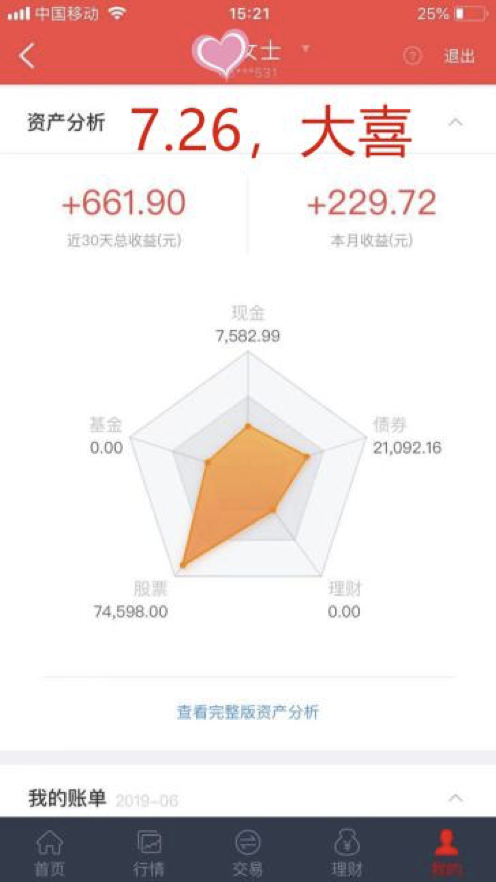 中国移动 15:21 25%
女士
***531
退出
资产分析 7.26，大喜
+661.90 +229.72
近30天总收益(元) 本月收益(元)
现金
7,582.99
基金 债券
0.00 21,092.16
股票 理财
74,598.00 0.00
查看完整版资产分析
我的账单 2019-06
首页 行情 交易 理财 我的